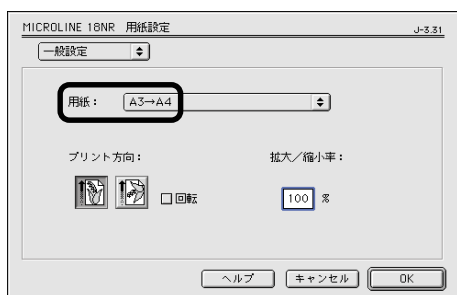 MICROLINE 18NR 用紙設定 J-3.31
一般設定
用紙： A3→A4
プリント方向： 拡大／縮小率：
回転 100 %
ヘルプ キャンセル OK